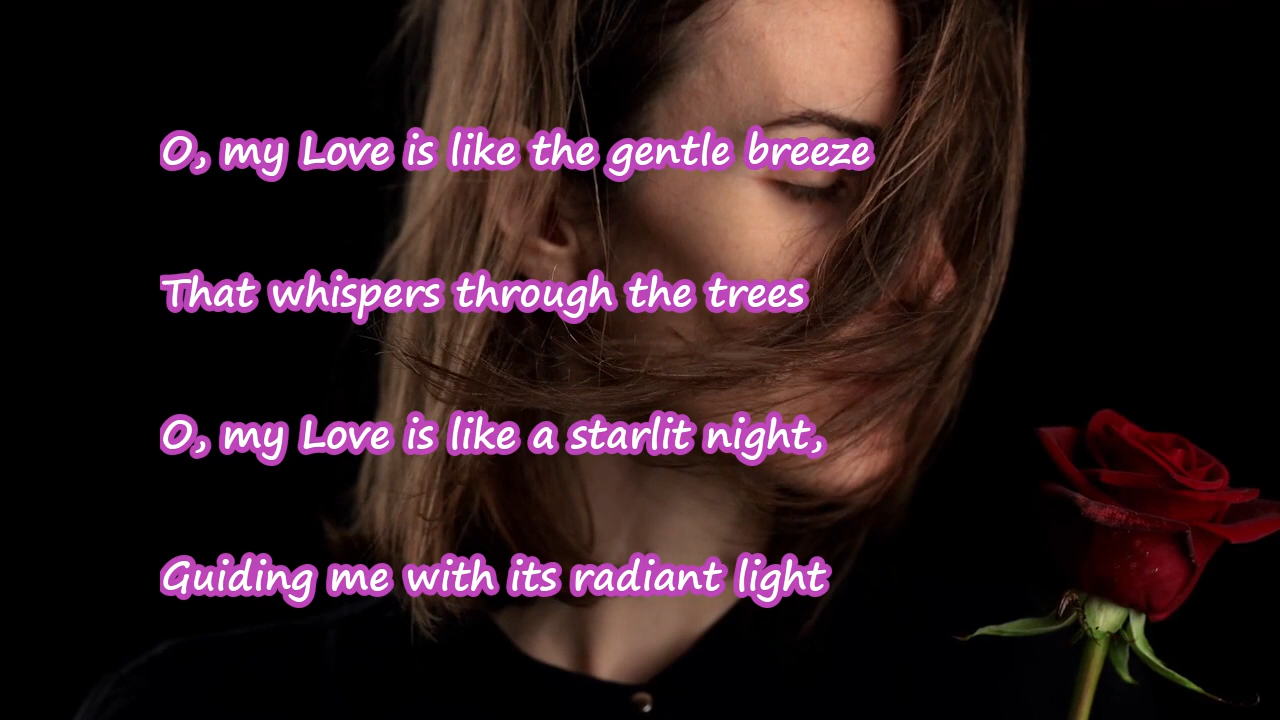 O, my Love is like the gentle breeze
That whispers through the trees
O, my Love is like a starlit night,
Guiding me with its radiant light